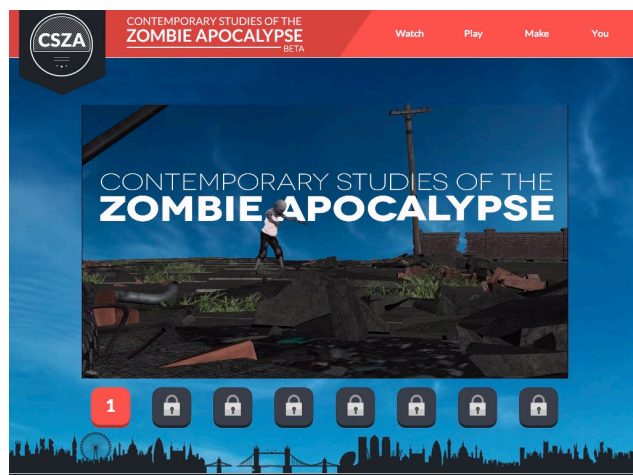 CSZA
CONTEMPORARY STUDIES OF THE
ZOMBIE APOCALYPSE
BETA
Watch Play Make You
CONTEMPORARY STUDIES OF THE
ZOMBIE APOCALYPSE
1